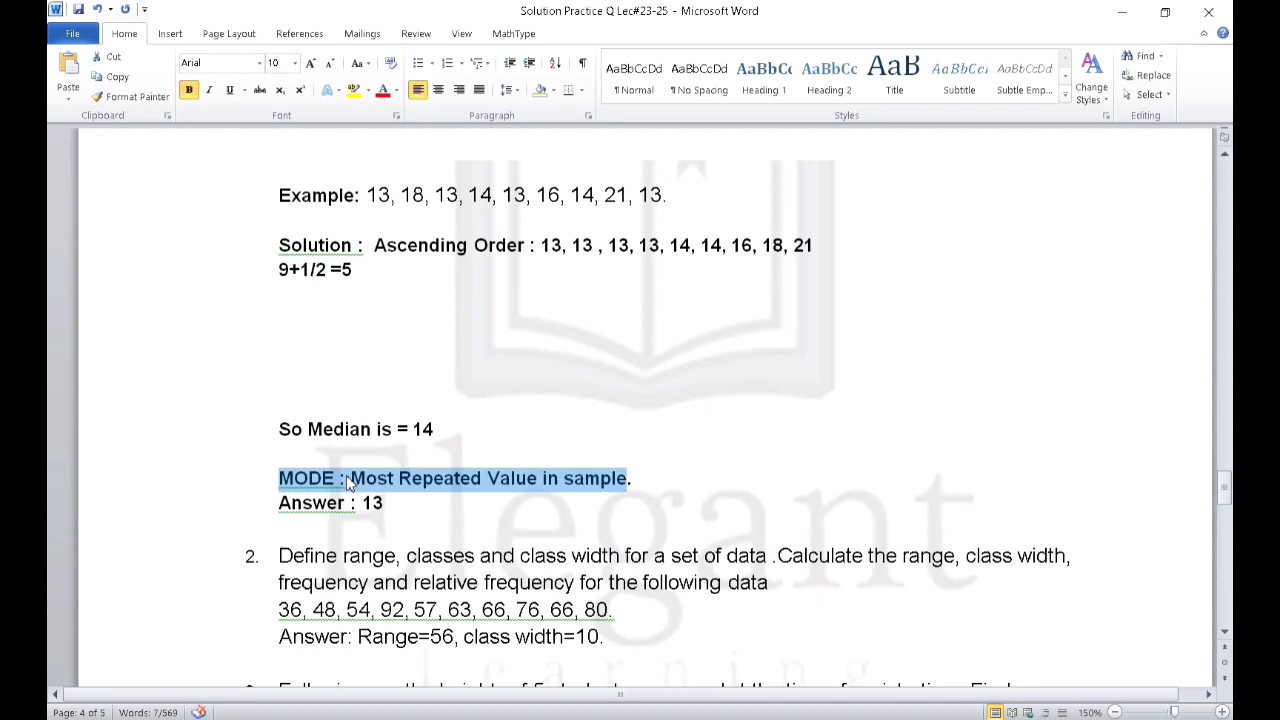 Solution Practice Q Lec#23-25 - Microsoft Word
File Home Insert Page Layout References Mailings Review View MathType
Paste
Cut
Copy
Format Painter
Clipboard
Arial 10
Font
Paragraph
AaBbCcDd AaBbCcDd AaBbCc AaBbCc AaB AaBbCcI AaBbCcDd
¶ Normal ¶ No Spacing Heading 1 Heading 2 Title Subtitle Subtle Emp...
Change Styles
Styles
Find
Replace
Select
Editing
Example: 13, 18, 13, 14, 13, 16, 14, 21, 13.
Solution : Ascending Order : 13, 13 , 13, 13, 14, 14, 16, 18, 21
9+1/2 =5
So Median is = 14
MODE : Most Repeated Value in sample.
Answer : 13
2. Define range, classes and class width for a set of data .Calculate the range, class width,
frequency and relative frequency for the following data
36, 48, 54, 92, 57, 63, 66, 76, 66, 80.
Answer: Range=56, class width=10.
Elegant
Learning
Page: 4 of 5 Words: 7/569 150%